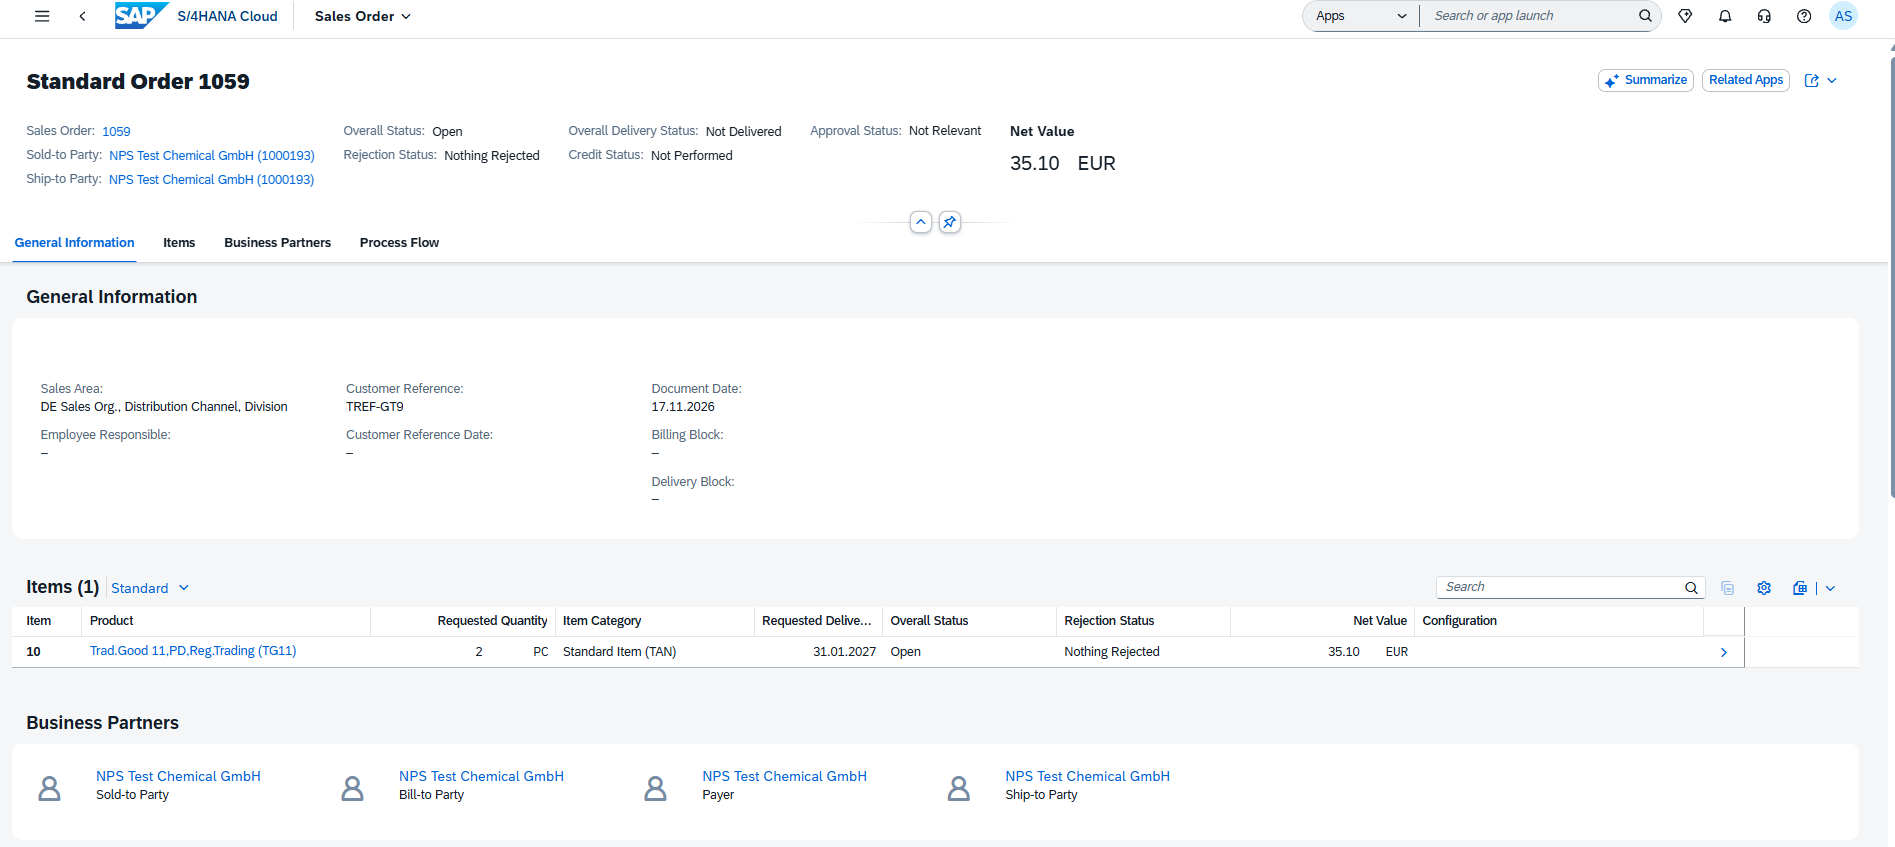 SAP S/4HANA Cloud Sales Order Apps Search or app launch AS
Standard Order 1059 Summarize Related Apps
Sales Order: 1059 Overall Status: Open Overall Delivery Status: Not Delivered Approval Status: Not Relevant Net Value
Sold-to Party: NPS Test Chemical GmbH (1000193) Rejection Status: Nothing Rejected Credit Status: Not Performed 35.10 EUR
Ship-to Party: NPS Test Chemical GmbH (1000193)
General Information Items Business Partners Process Flow
General Information
Sales Area: Customer Reference: Document Date:
DE Sales Org., Distribution Channel, Division TREF-GT9 17.11.2026
Employee Responsible: Customer Reference Date: Billing Block:
– – –
Delivery Block:
–
Items (1) Standard Search
Item Product Requested Quantity Item Category Requested Delive... Overall Status Rejection Status Net Value Configuration
10 Trad.Good 11,PD,Reg.Trading (TG11) 2 PC Standard Item (TAN) 31.01.2027 Open Nothing Rejected 35.10 EUR
Business Partners
NPS Test Chemical GmbH NPS Test Chemical GmbH NPS Test Chemical GmbH NPS Test Chemical GmbH
Sold-to Party Bill-to Party Payer Ship-to Party